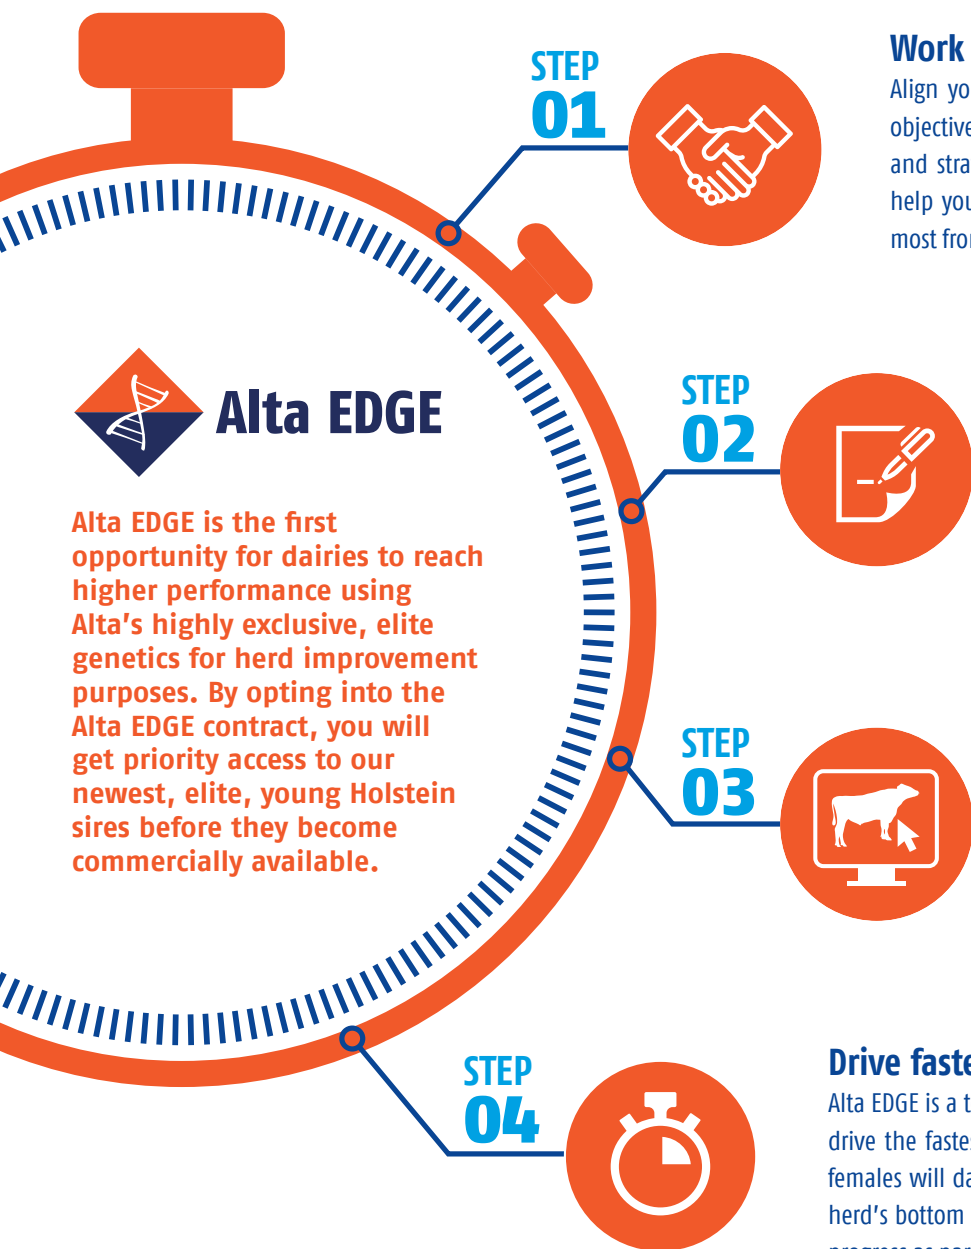 STEP
01
Work
Align yo
objective
and stra
help you
most fro
Alta EDGE
Alta EDGE is the first
opportunity for dairies to reach
higher performance using
Alta's highly exclusive, elite
genetics for herd improvement
purposes. By opting into the
Alta EDGE contract, you will
get priority access to our
newest, elite, young Holstein
sires before they become
commercially available.
STEP
02
STEP
03
STEP
04
Drive faste
Alta EDGE is a t
drive the faste
females will da
herd's bottom